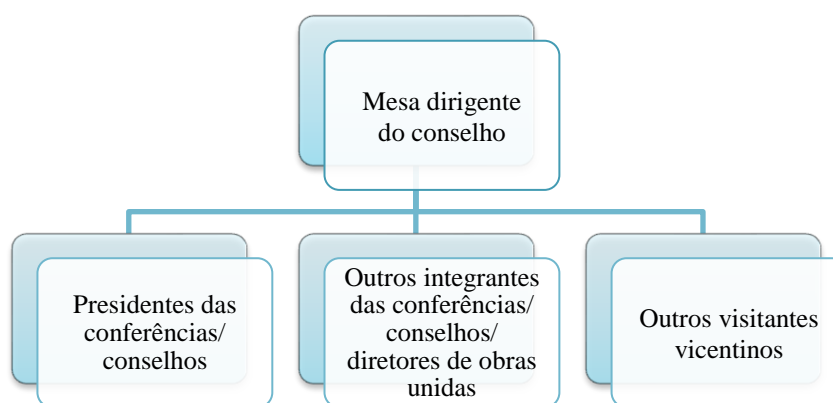 Mesa dirigente
do conselho
Presidentes das
conferências/
conselhos
Outros integrantes
das conferências/
conselhos/
diretores de obras
unidas
Outros visitantes
vicentinos